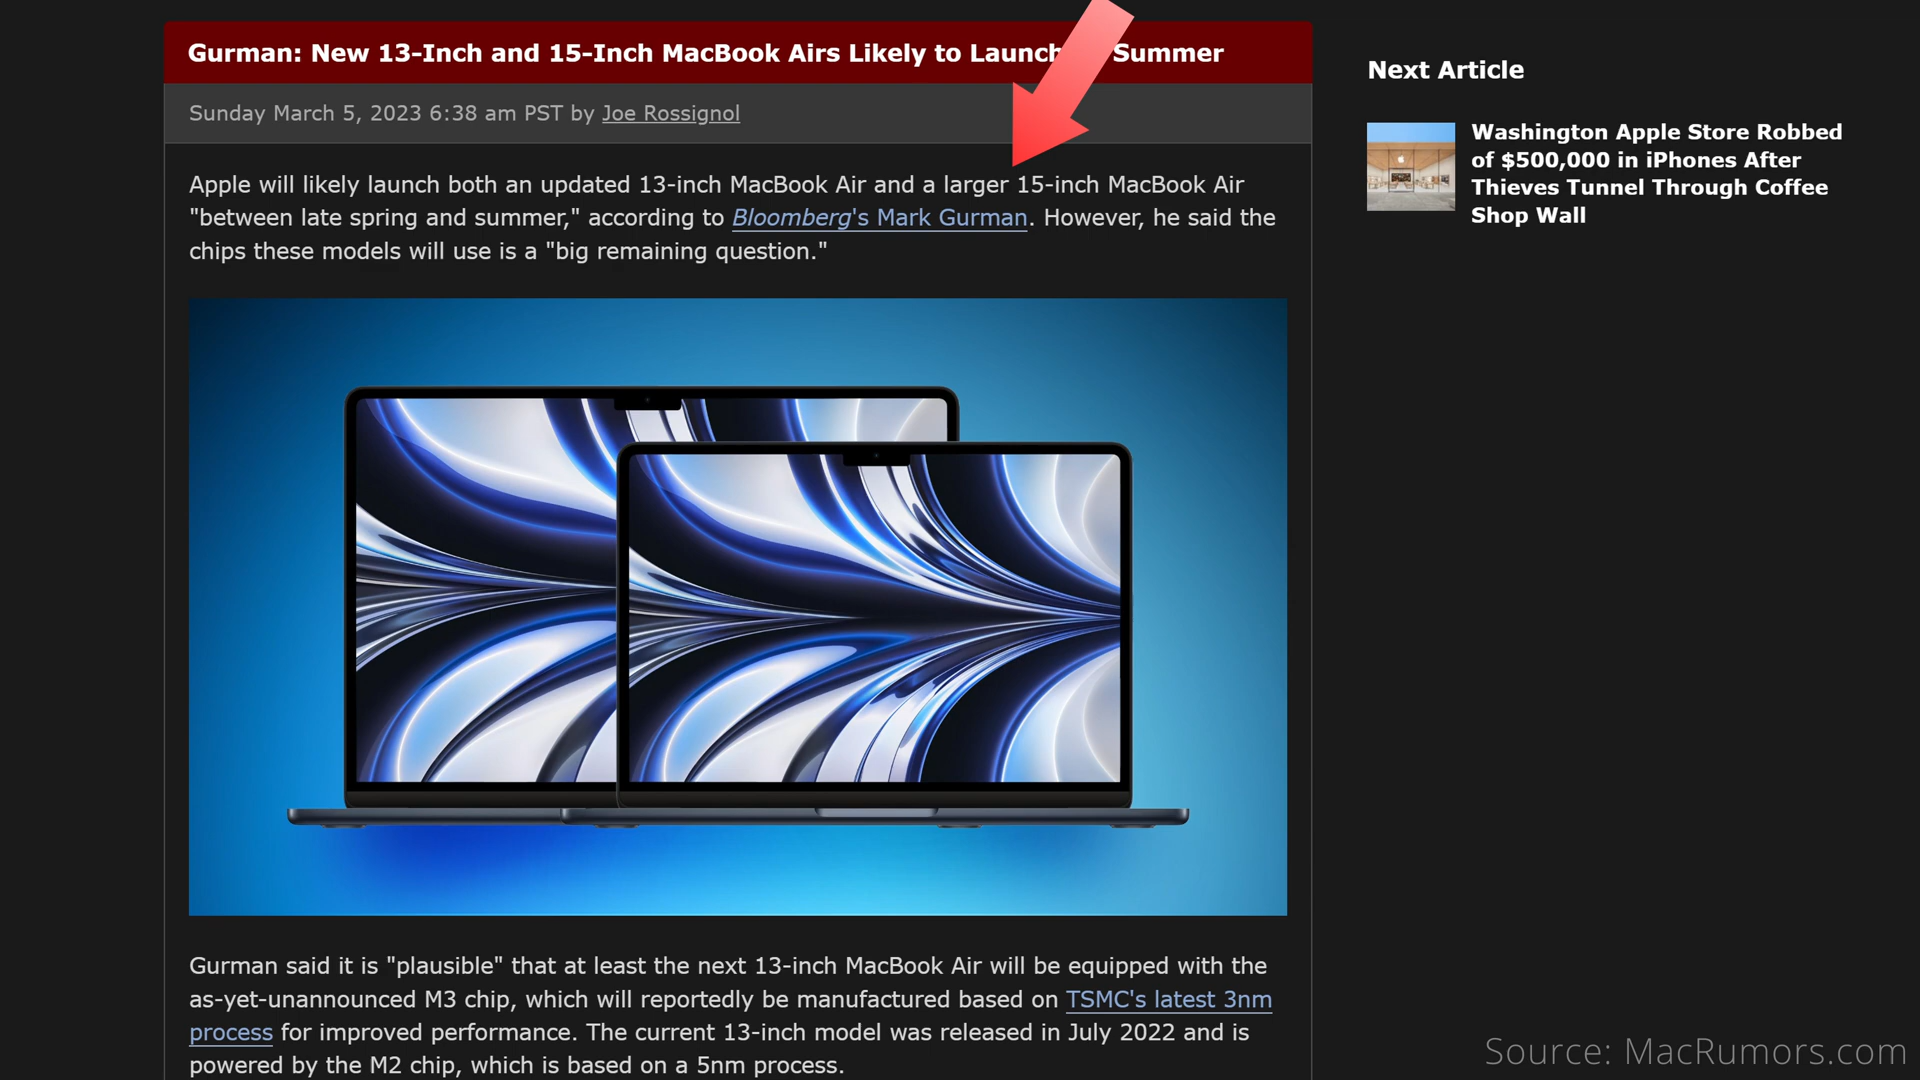 Gurman: New 13-Inch and 15-Inch MacBook Airs Likely to Launch Summer
Sunday March 5, 2023 6:38 am PST by Joe Rossignol
Apple will likely launch both an updated 13-inch MacBook Air and a larger 15-inch MacBook Air
"between late spring and summer," according to Bloomberg's Mark Gurman. However, he said the
chips these models will use is a "big remaining question."
Gurman said it is "plausible" that at least the next 13-inch MacBook Air will be equipped with the
as-yet-unannounced M3 chip, which will reportedly be manufactured based on TSMC's latest 3nm
process for improved performance. The current 13-inch model was released in July 2022 and is
powered by the M2 chip, which is based on a 5nm process.
Next Article
Washington Apple Store Robbed
of $500,000 in iPhones After
Thieves Tunnel Through Coffee
Shop Wall
Source: MacRumors.com